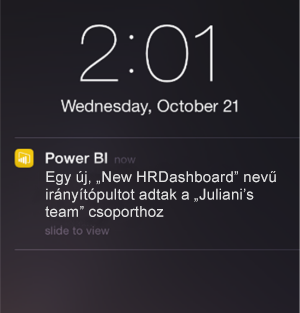 2:01
Wednesday, October 21
Power BI now
Egy új, „New HRDashboard” nevű
irányítópultot adtak a „Juliani’s
team” csoporthoz
slide to view